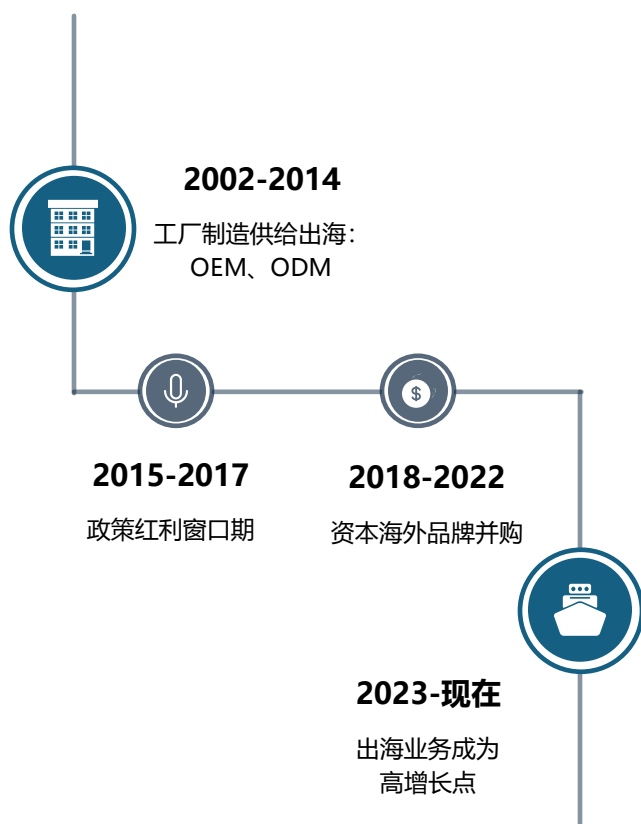 2002-2014
工厂制造供给出海：
OEM、ODM
2015-2017
政策红利窗口期
2018-2022
资本海外品牌并购
$
2023-现在
出海业务成为
高增长点